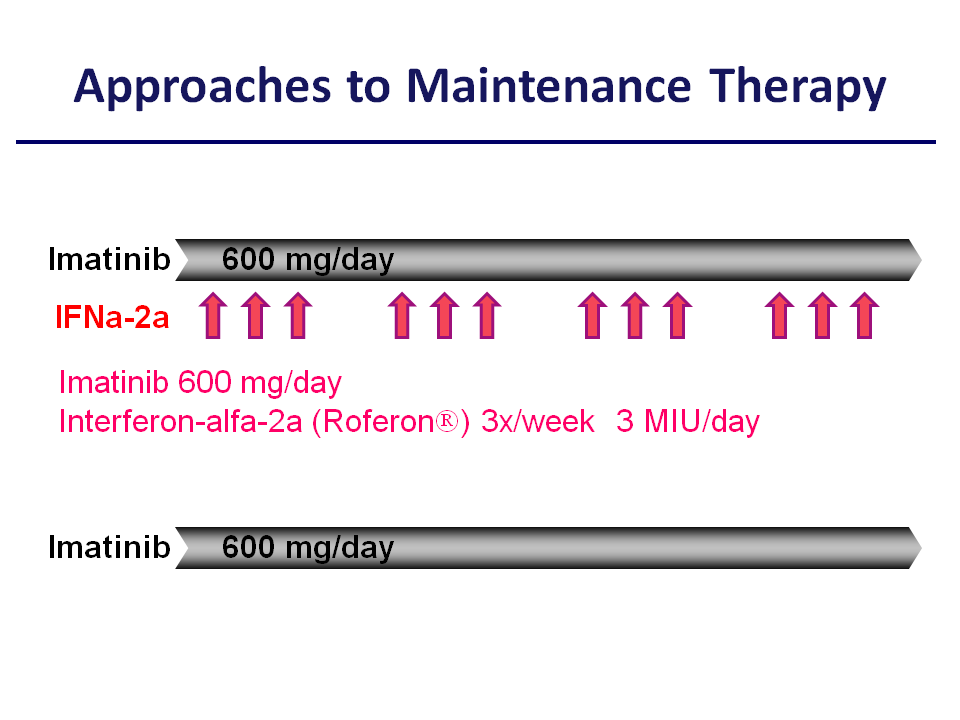 Approaches to Maintenance Therapy
Imatinib 600 mg/day
IFNa-2a
Imatinib 600 mg/day
Interferon-alfa-2a (Roferon®) 3x/week 3 MIU/day
Imatinib 600 mg/day